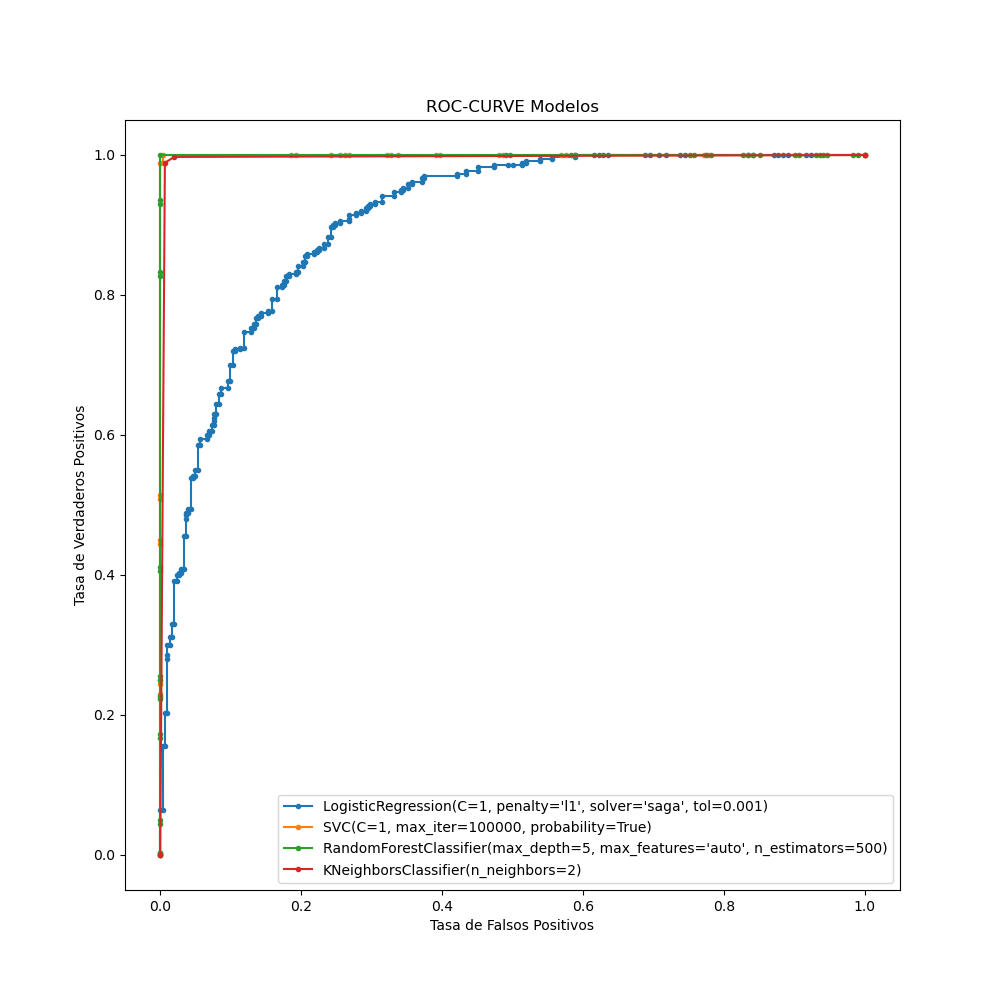 ROC-CURVE Modelos
1.0
0.8
0.6
0.4
0.2
0.0
Tasa de Verdaderos Positivos
LogisticRegression(C=1, penalty='l1', solver='saga', tol=0.001)
SVC(C=1, max_iter=100000, probability=True)
RandomForestClassifier(max_depth=5, max_features='auto', n_estimators=500)
KNeighborsClassifier(n_neighbors=2)
0.0 0.2 0.4 0.6 0.8 1.0
Tasa de Falsos Positivos